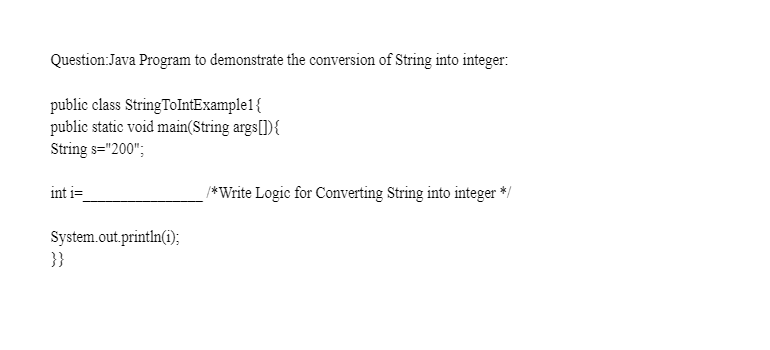 Question:Java Program to demonstrate the conversion of String into integer:
public class StringToIntExample1{
public static void main(String args[]){
String s="200";
int i=________________ /*Write Logic for Converting String into integer */
System.out.println(i);
}}